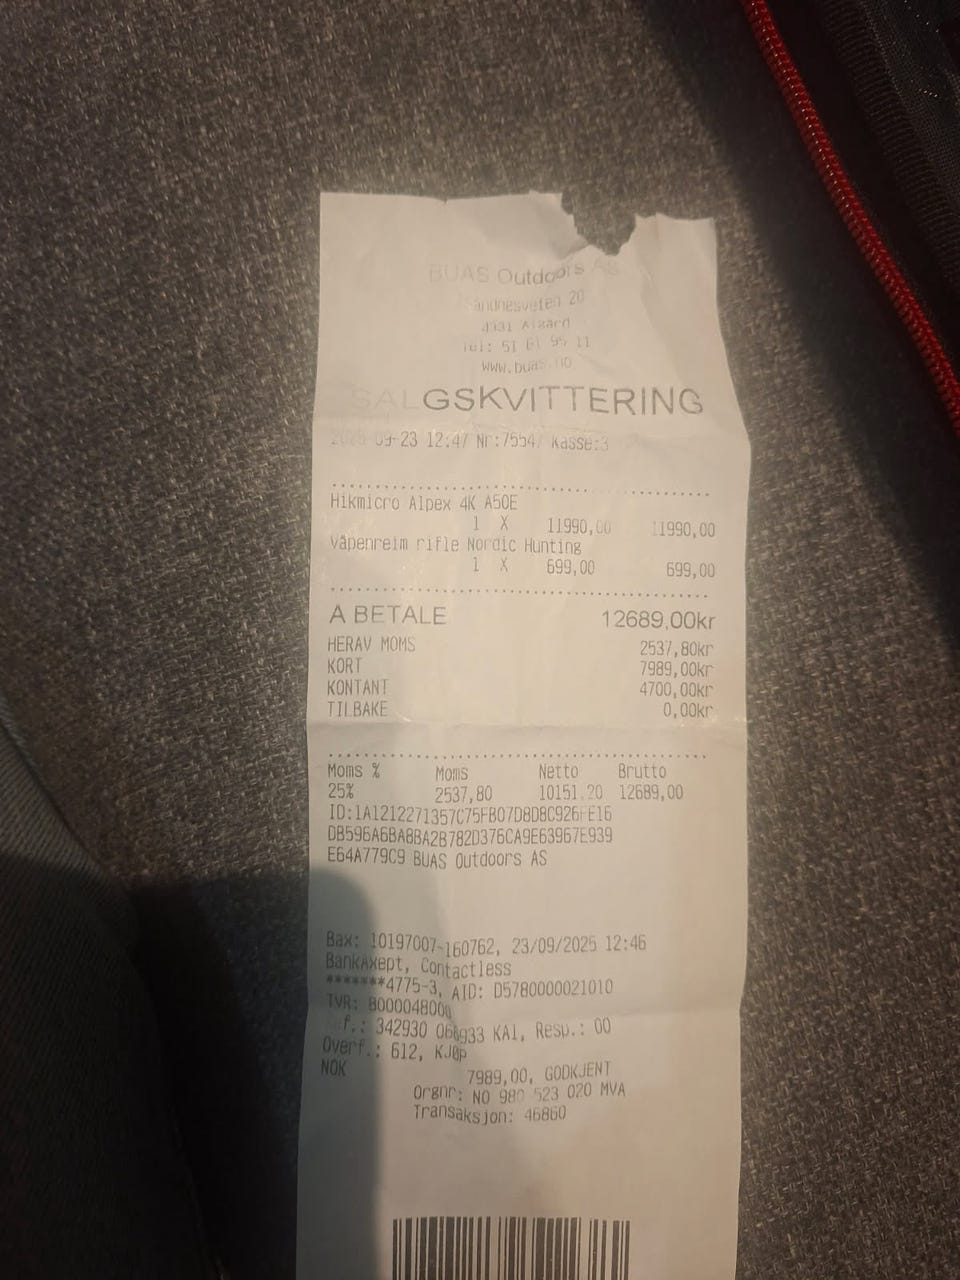 BUAS Outdoors AS
andnesveien 20
4331 Ålgård
Tel: 51 61 95 11
www.buas.no
SALGSKVITTERING
2025-09-23 12:47 Nr:75547 Kasse:3
Hikmicro Alpex 4K A50E
1 X 11990,00 11990,00
Våpenreim rifle Nordic Hunting
1 X 699,00 699,00
Å BETALE 12689,00kr
HERAV MOMS 2537,80kr
KORT 7989,00kr
KONTANT 4700,00kr
TILBAKE 0,00kr
Moms % Moms Netto Brutto
25% 2537,80 10151,20 12689,00
ID:1A1212271357C75FB07D8D8C926FE16
DB596A6BA8BA2B782D376CA9E63967E939
E64A779C9 BUAS Outdoors AS
Bax: 10197007-160762, 23/09/2025 12:46
BankAxept, Contactless
*******4775-3, AID: D5780000021010
TVR: 8000048000
f.: 342930 066933 KA1, Resp.: 00
Overf.: 612, KJØP
NOK 7989,00, GODKJENT
Orgnr: NO 980 523 020 MVA
Transaksjon: 46860